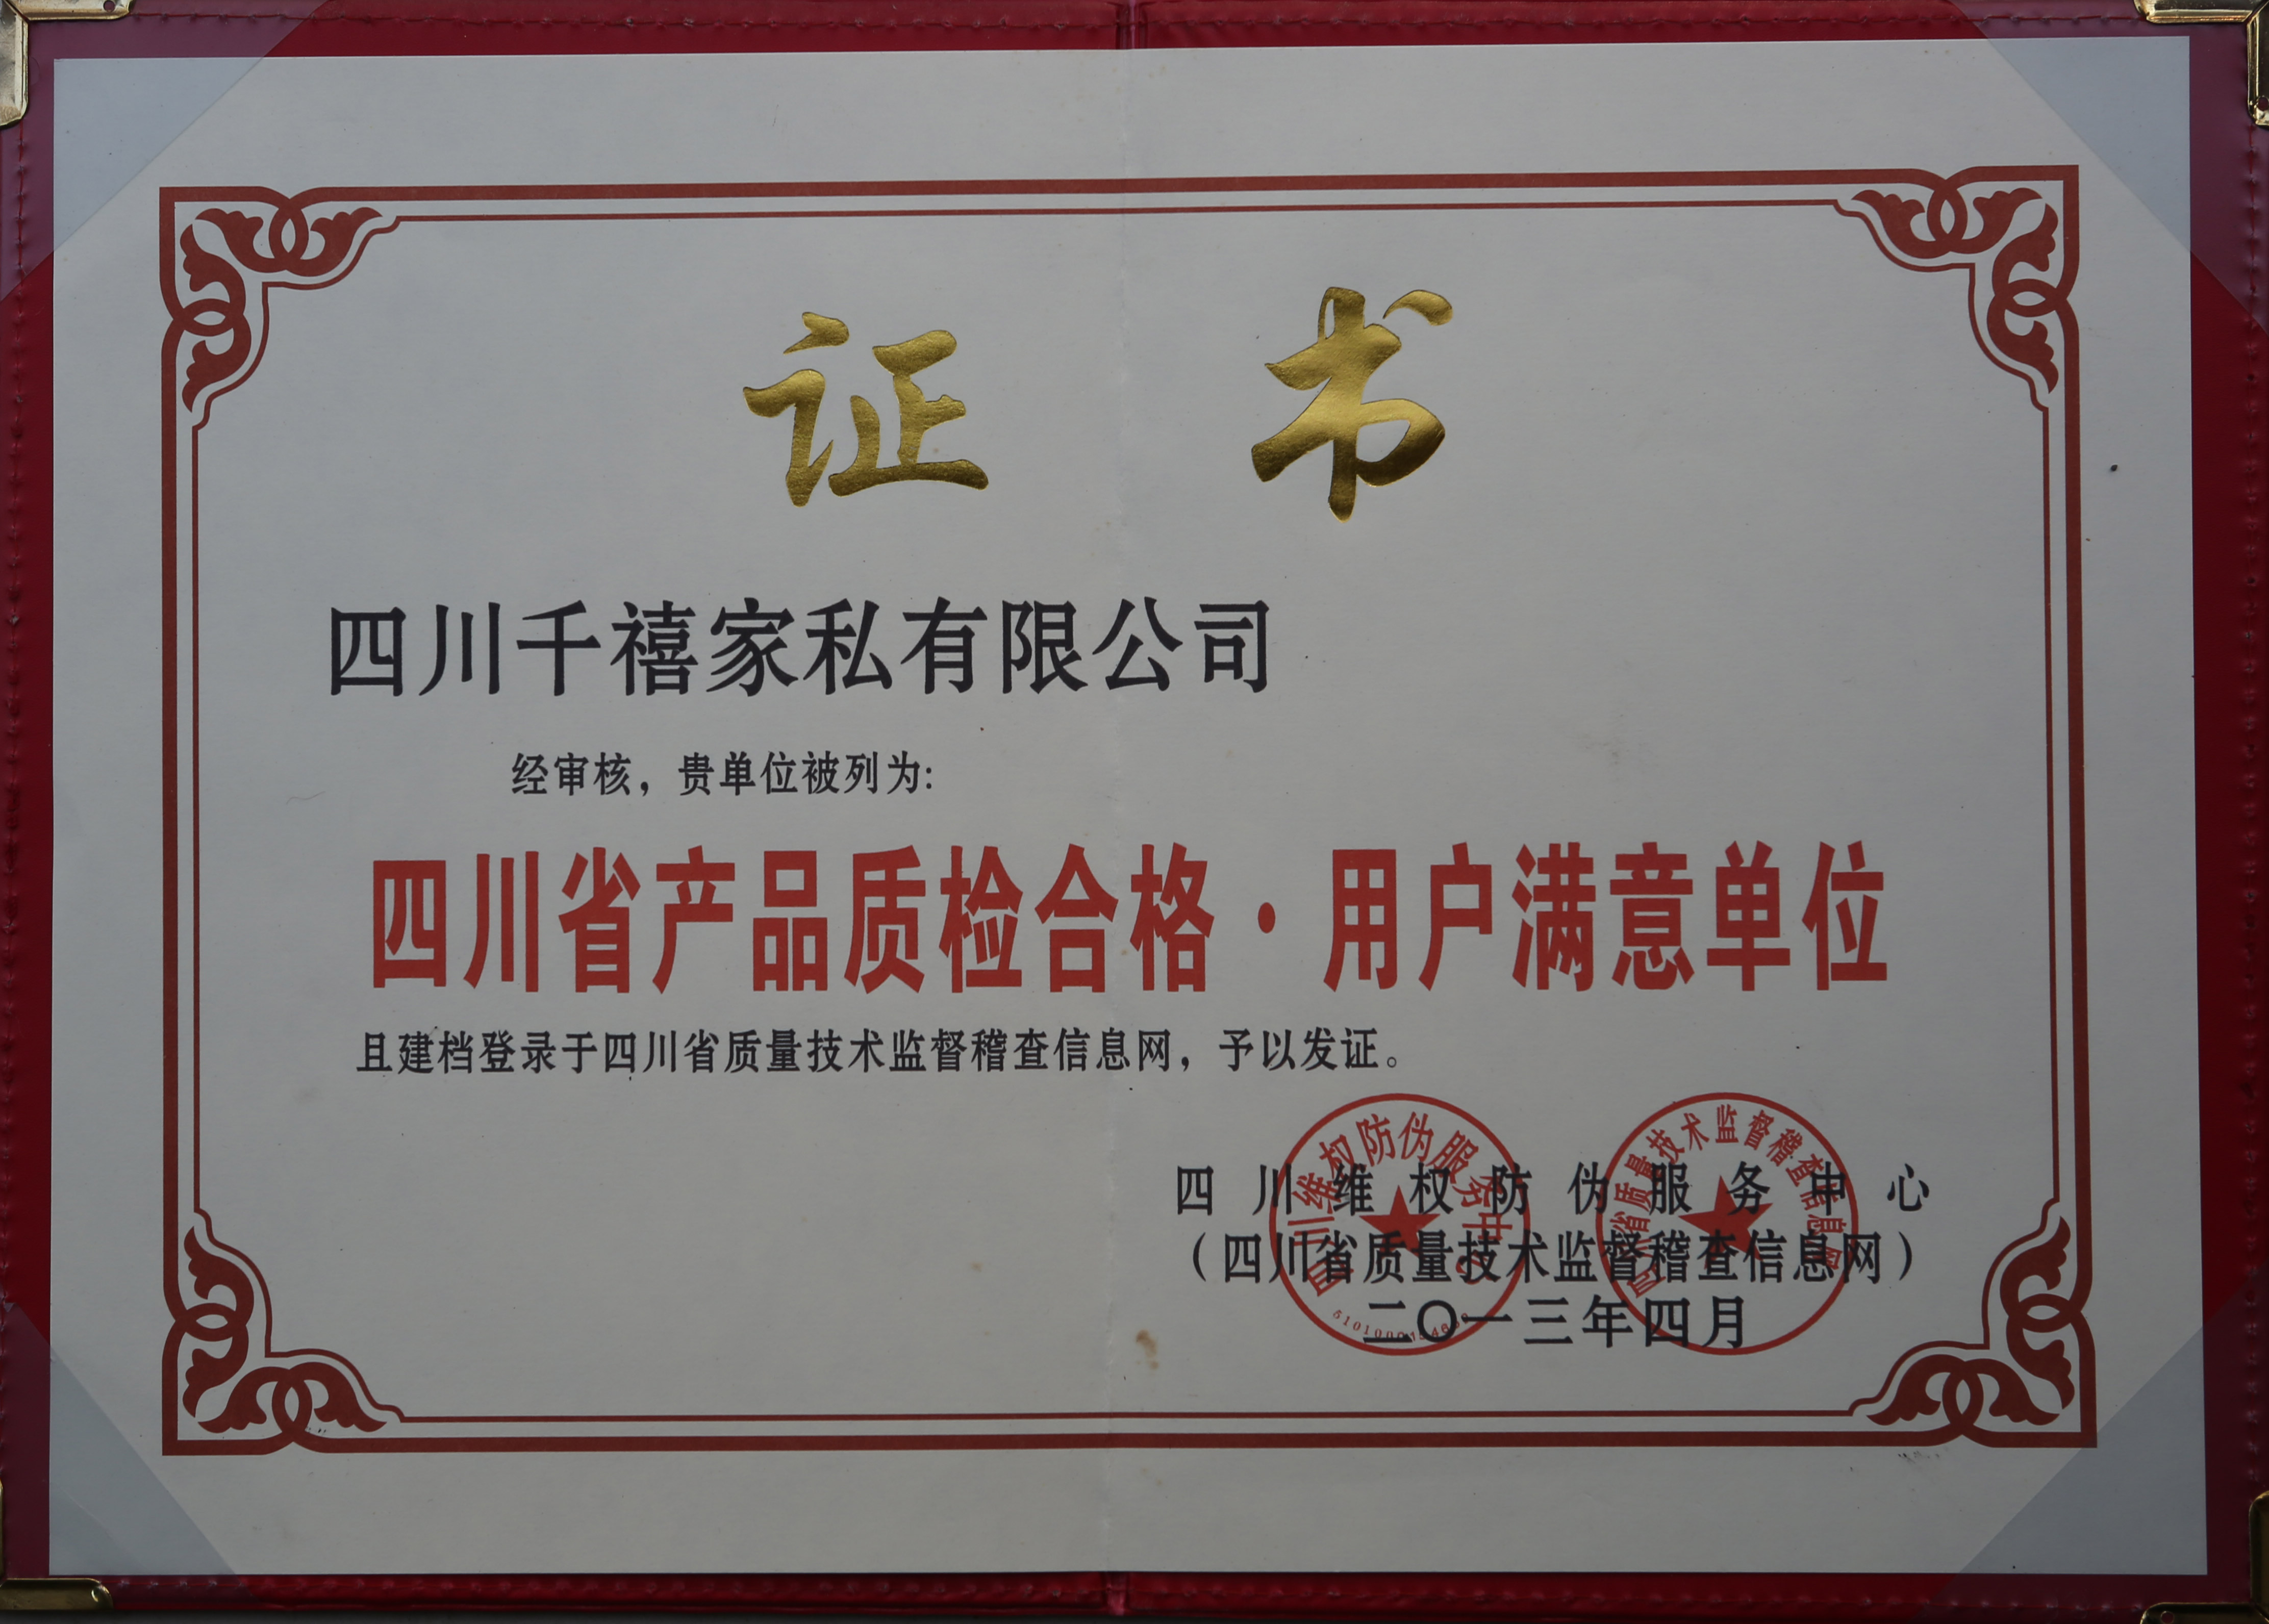 证书
四川千禧家私有限公司
经审核，贵单位被列为:
四川省产品质检合格·用户满意单位
且建档登录于四川省质量技术监督稽查信息网，予以发证。
四川维权防伪服务中心
（四川省质量技术监督稽查信息网）
二〇一三年四月
四川维权防伪服务中心
四川省质量技术监督稽查信息网